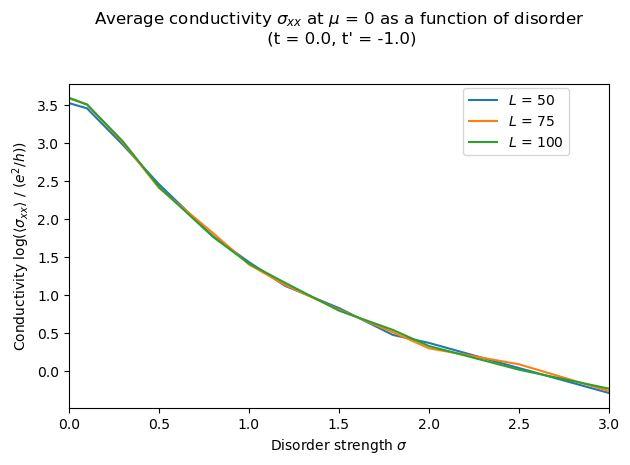 Average conductivity σxx at μ = 0 as a function of disorder
(t = 0.0, t' = -1.0)
L = 50
L = 75
L = 100
Conductivity log(⟨σxx⟩ / (e²/h))
3.5
3.0
2.5
2.0
1.5
1.0
0.5
0.0
0.0 0.5 1.0 1.5 2.0 2.5 3.0
Disorder strength σ